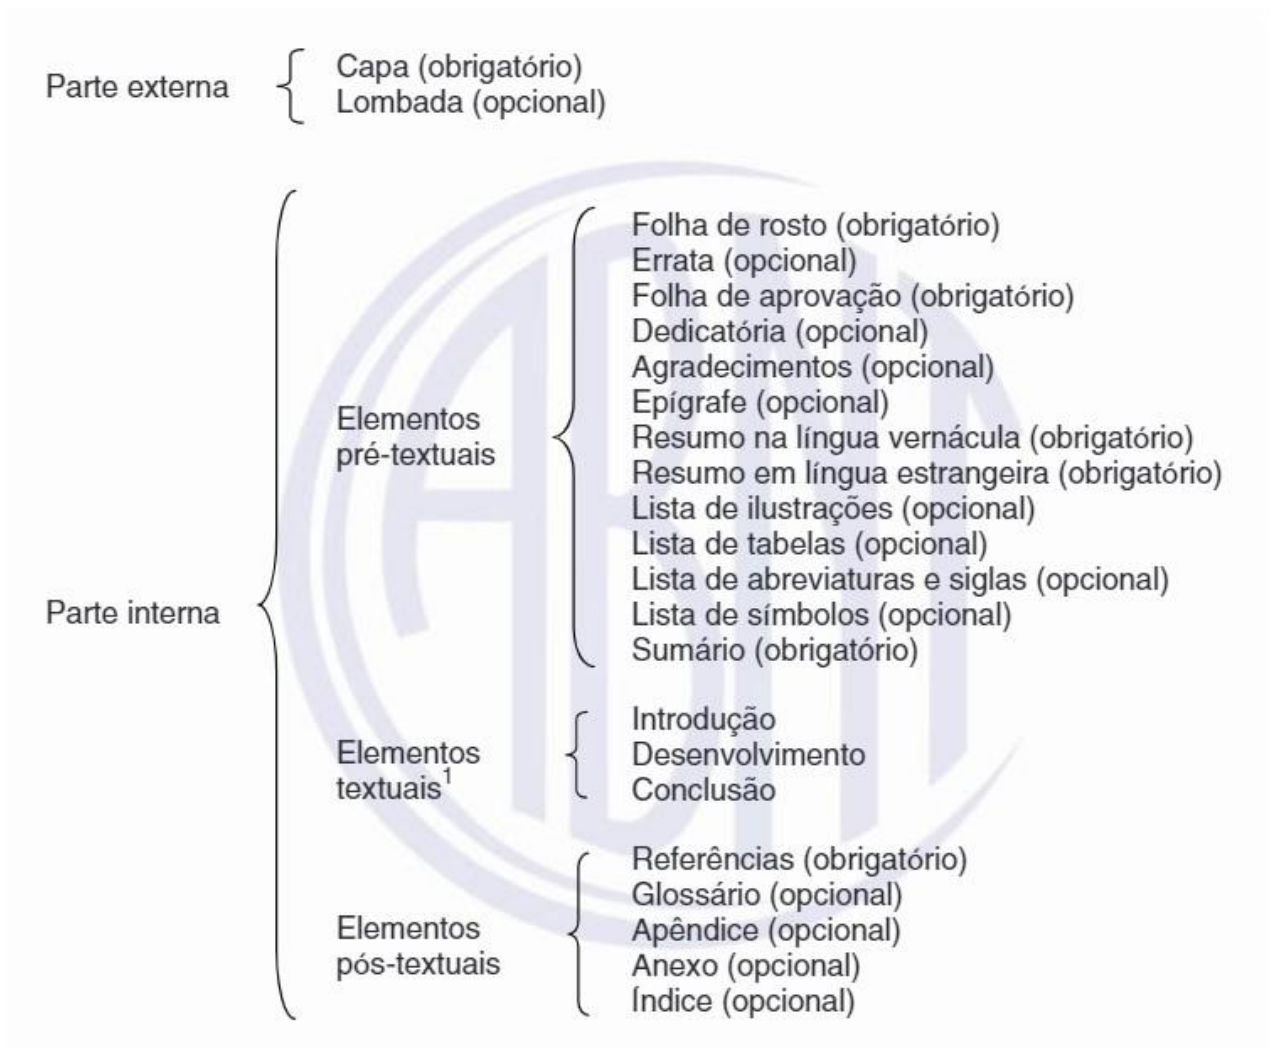 Parte externa
Capa (obrigatório)
Lombada (opcional)
Parte interna
Elementos
pré-textuais
Folha de rosto (obrigatório)
Errata (opcional)
Folha de aprovação (obrigatório)
Dedicatória (opcional)
Agradecimentos (opcional)
Epígrafe (opcional)
Resumo na língua vernácula (obrigatório)
Resumo em língua estrangeira (obrigatório)
Lista de ilustrações (opcional)
Lista de tabelas (opcional)
Lista de abreviaturas e siglas (opcional)
Lista de símbolos (opcional)
Sumário (obrigatório)
Elementos
textuais¹
Introdução
Desenvolvimento
Conclusão
Elementos
pós-textuais
Referências (obrigatório)
Glossário (opcional)
Apêndice (opcional)
Anexo (opcional)
Índice (opcional)
ABNT